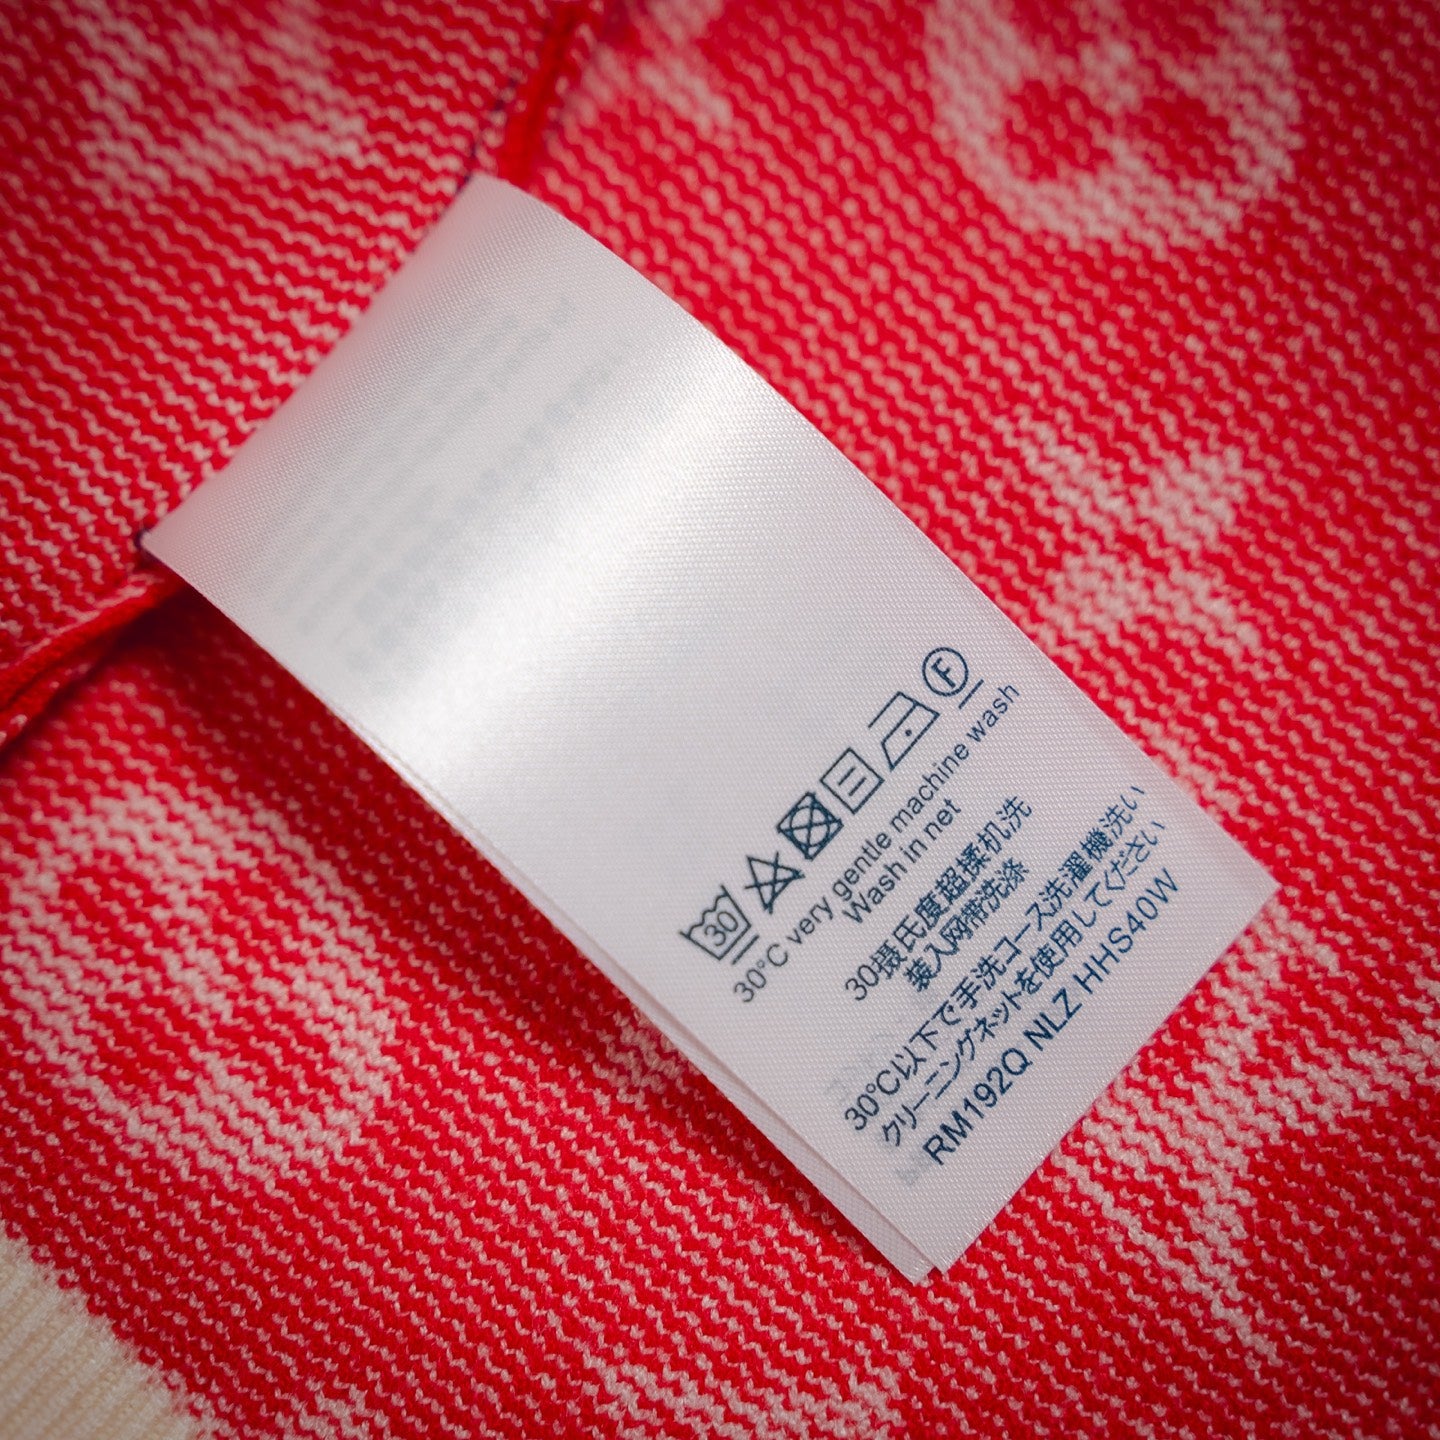 30
F
30°C very gentle machine wash
Wash in net
30摄氏度超揉机洗
装入网带洗涤
30°C以下で手洗コース洗濯機洗い
クリーニングネットを使用してください
RM192Q NLZ HHS40W